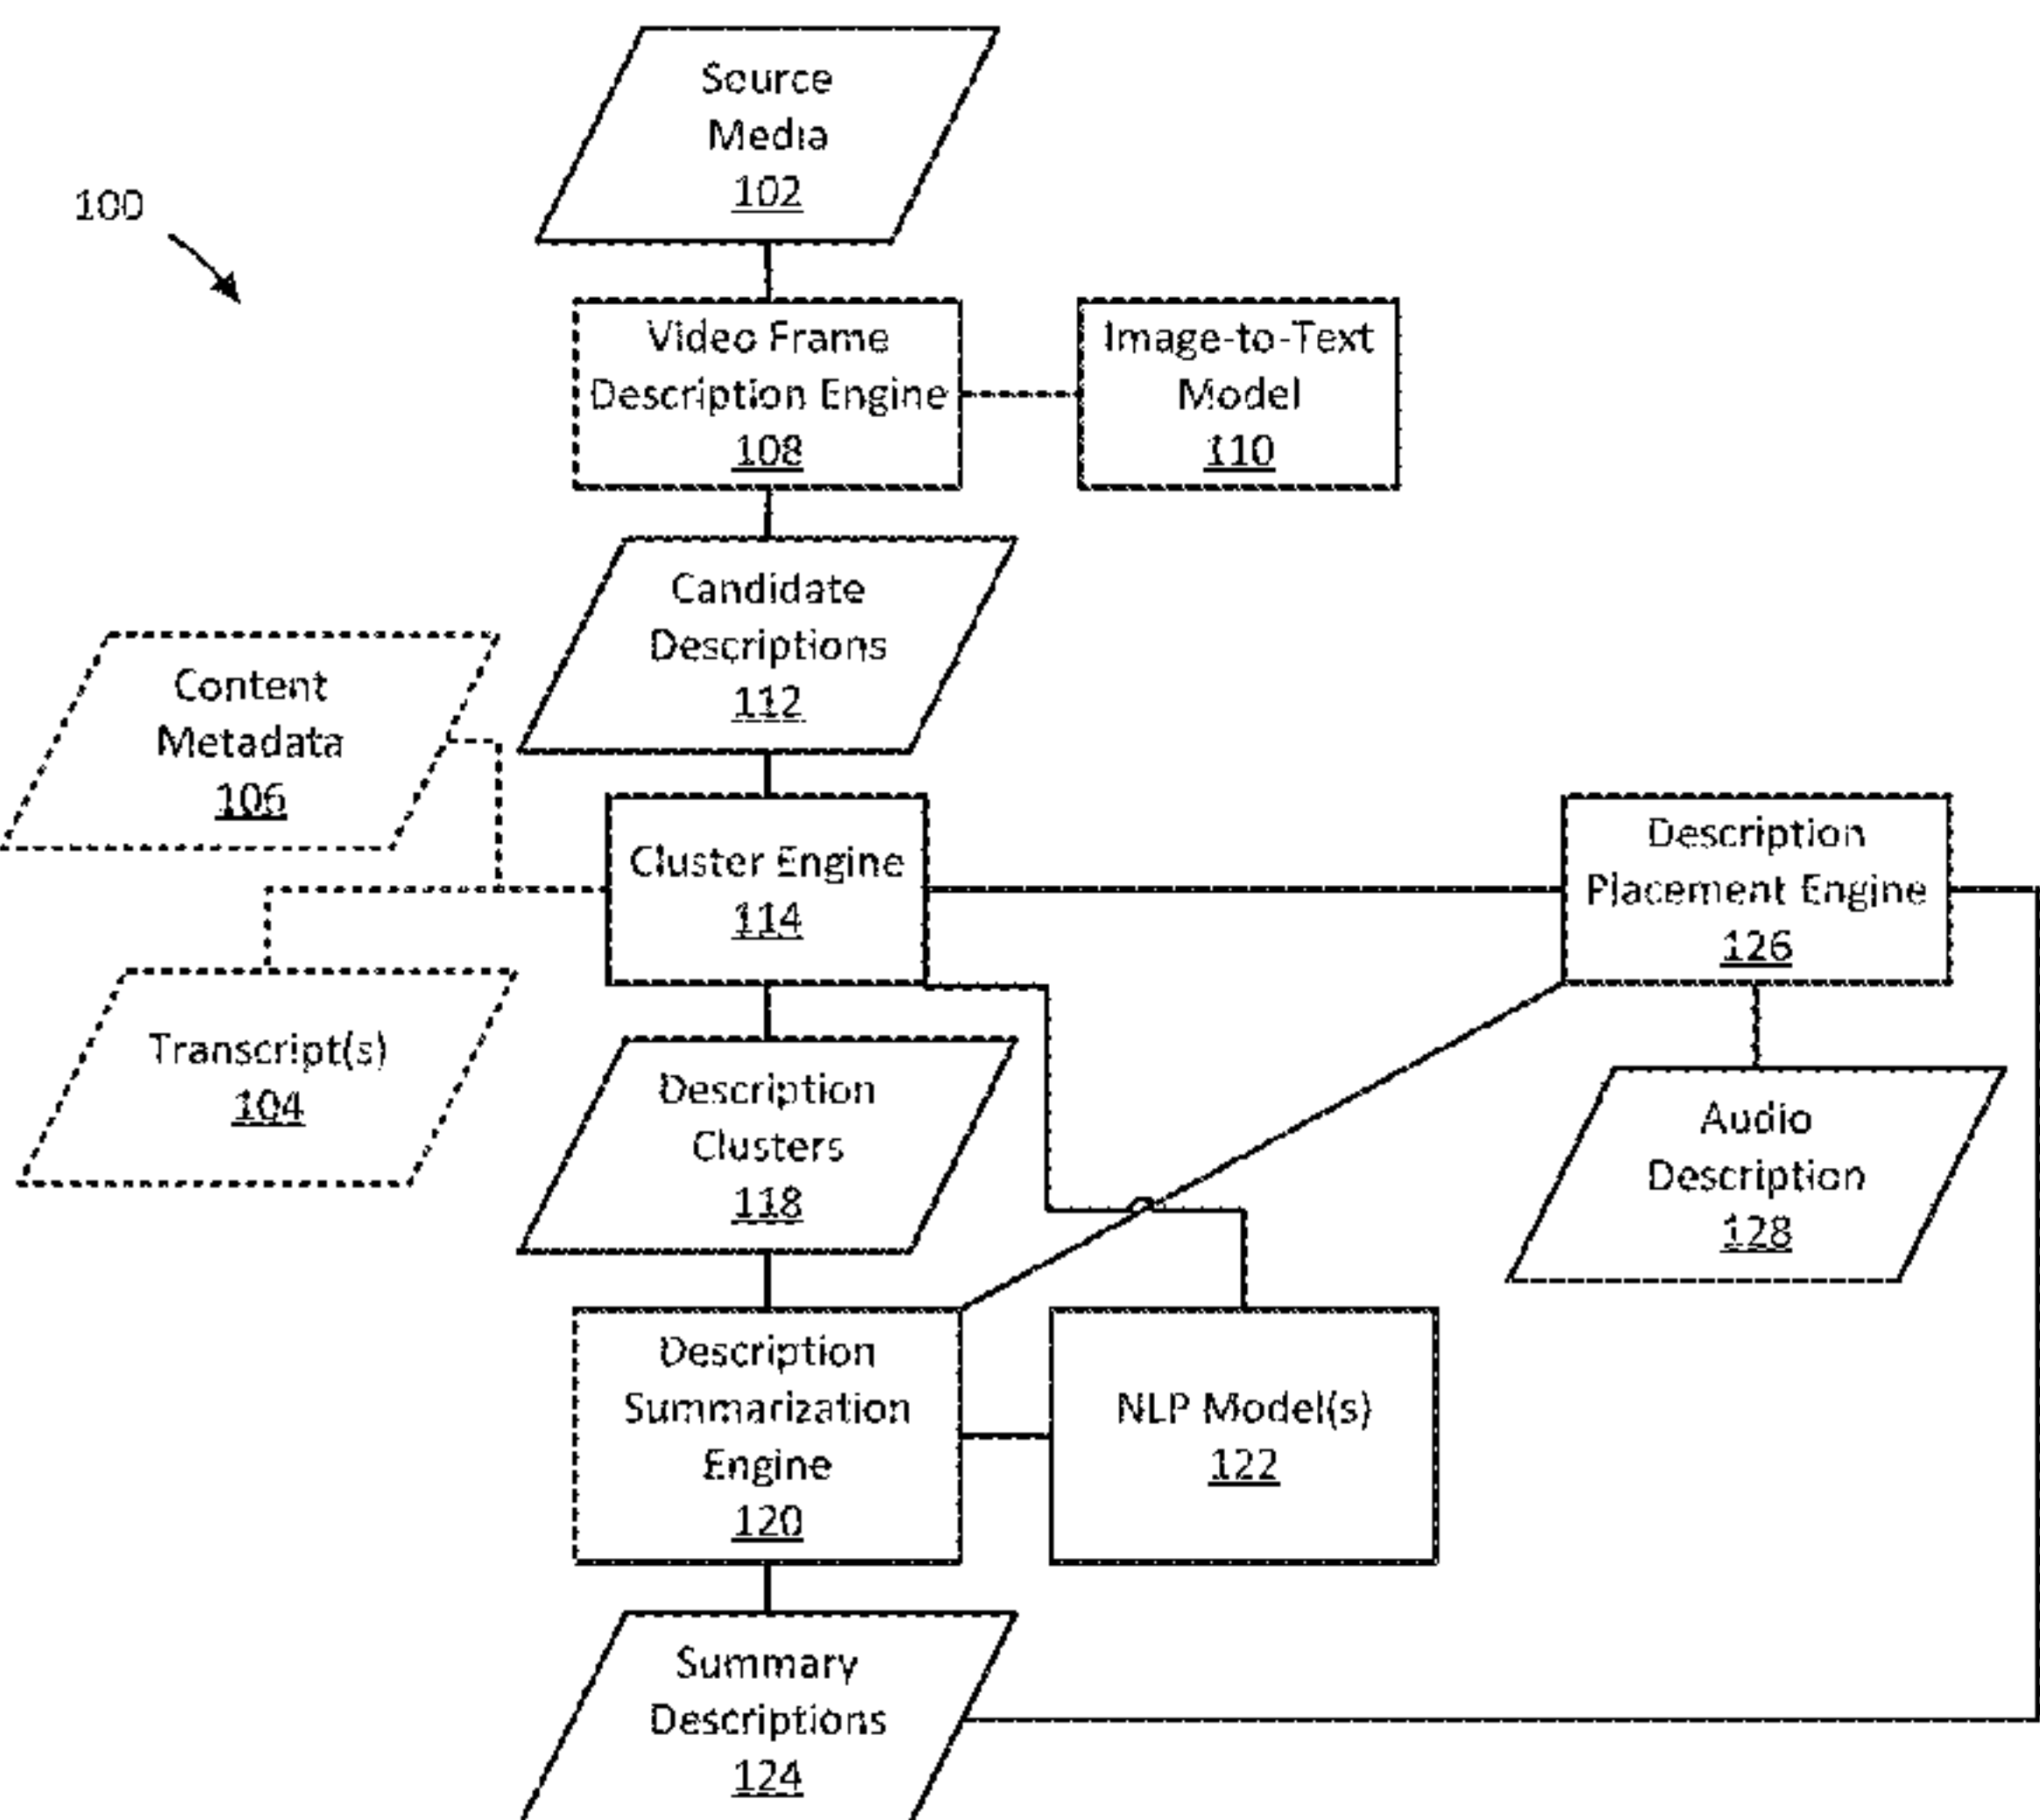 Source
Media
102
100
Video Frame
Description Engine
108
Image-to-Text
Model
110
Candidate
Descriptions
112
Content
Metadata
106
Cluster Engine
114
Description
Placement Engine
126
Transcript(s)
104
Description
Clusters
118
Audio
Description
128
Description
Summarization
Engine
120
NLP Model(s)
122
Summary
Descriptions
124